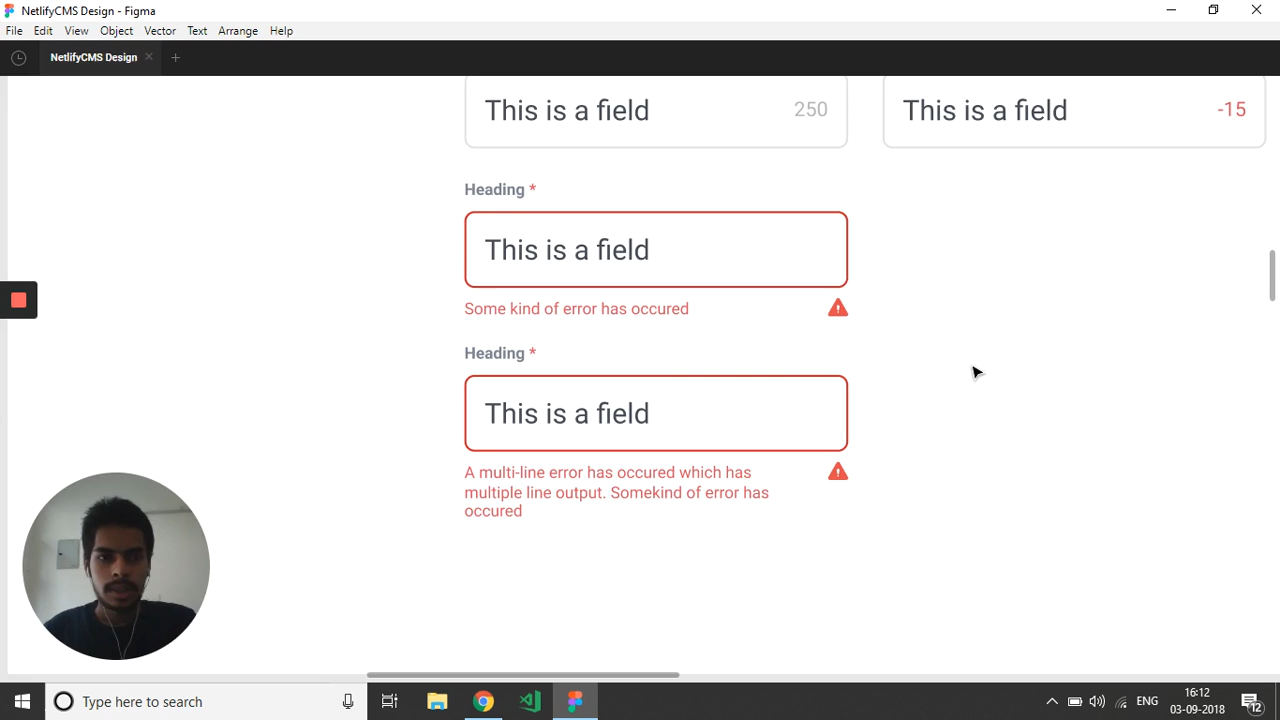 NetlifyCMS Design - Figma
File Edit View Object Vector Text Arrange Help
NetlifyCMS Design
This is a field 250
This is a field -15
Heading *
This is a field
Some kind of error has occured
Heading *
This is a field
A multi-line error has occured which has
multiple line output. Somekind of error has
occured
Type here to search
ENG
16:12
03-09-2018
12